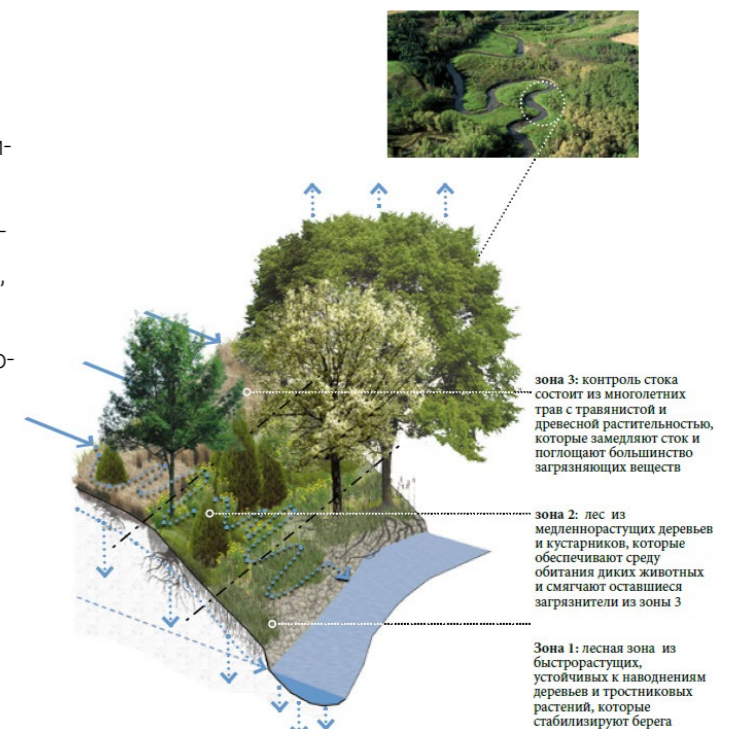 зона 3: контроль стока
состоит из многолетних
трав с травянистой и
древесной растительностью,
которые замедляют сток и
поглощают большинство
загрязняющих веществ
зона 2: лес из
медленнорастущих деревьев
и кустарников, которые
обеспечивают среду
обитания диких животных
и смягчают оставшиеся
загрязнители из зоны 3
Зона 1: лесная зона из
быстрорастущих,
устойчивых к наводнениям
деревьев и тростниковых
растений, которые
стабилизируют берега